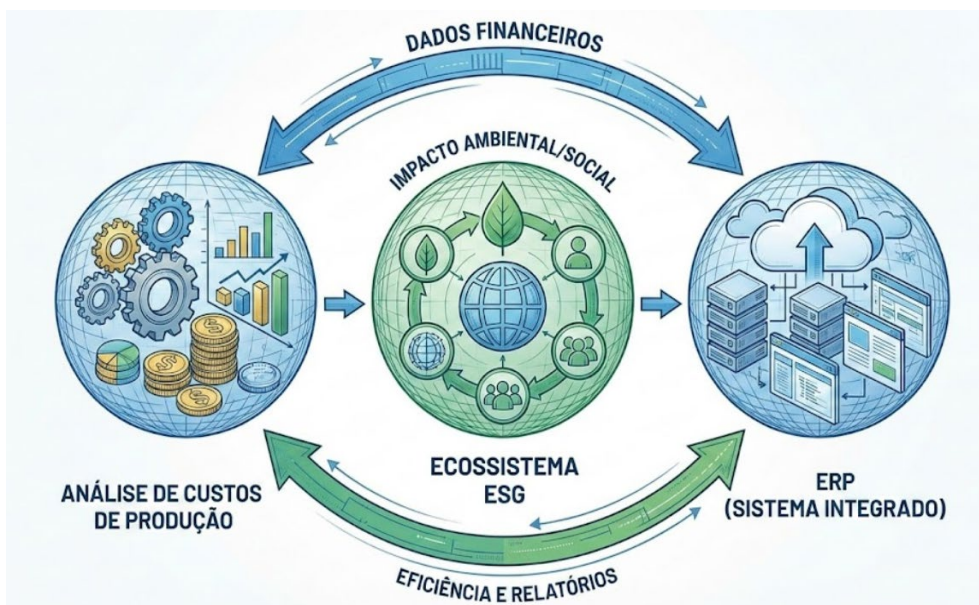 DADOS FINANCEIROS
IMPACTO AMBIENTAL/SOCIAL
ANÁLISE DE CUSTOS
DE PRODUÇÃO
ECOSSISTEMA
ESG
ERP
(SISTEMA INTEGRADO)
EFICIÊNCIA E RELATÓRIOS